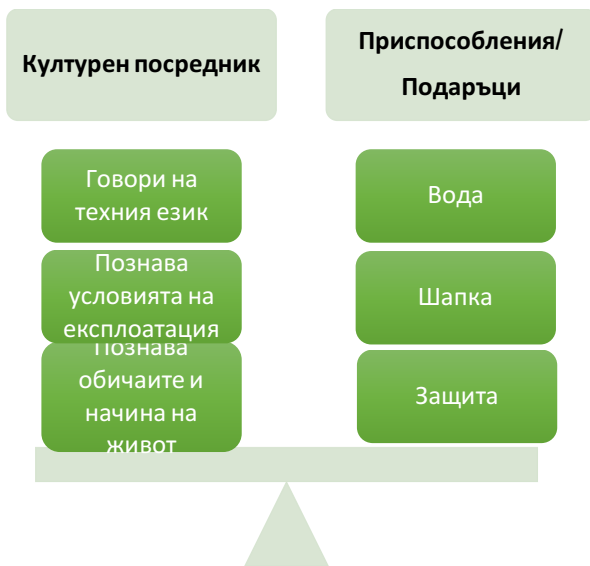 Културен посредник
Приспособления/
Подаръци
Говори на
техния език
Познава
условията на
експлоатация
Познава
обичаите и
начина на
живот
Вода
Шапка
Защита